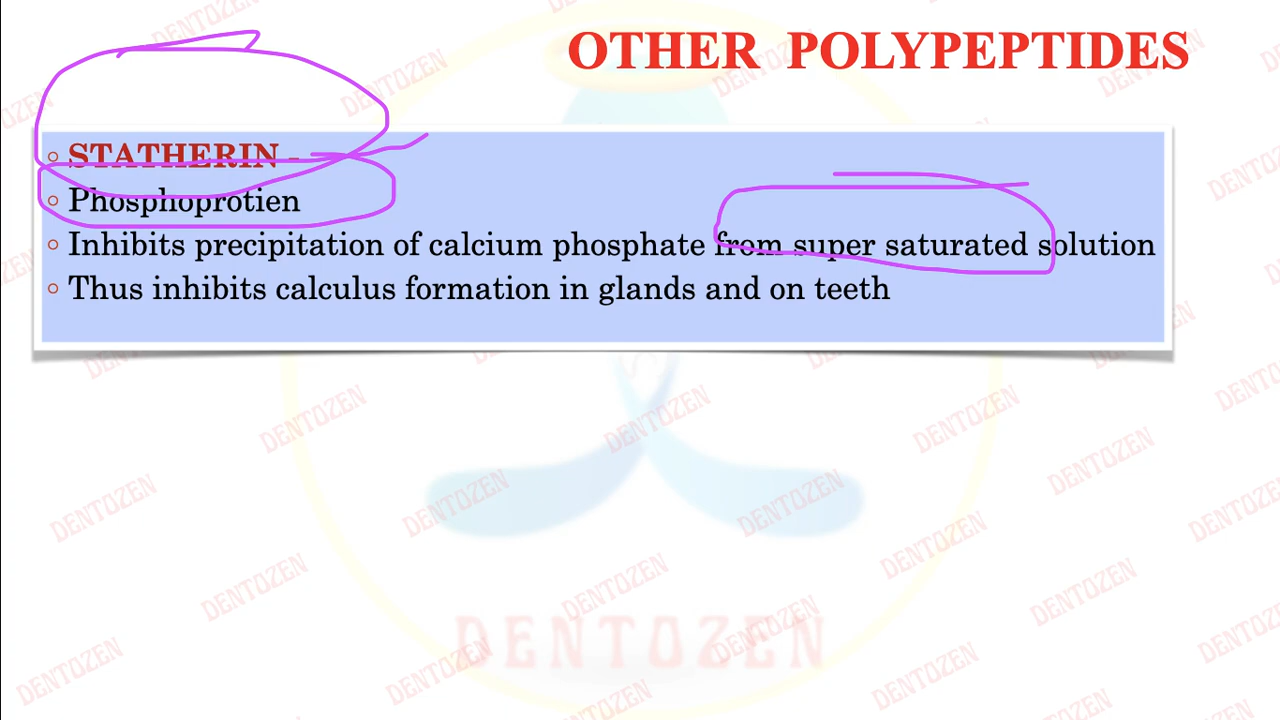 OTHER POLYPEPTIDES
STATHERIN -
Phosphoprotien
Inhibits precipitation of calcium phosphate from super saturated solution
Thus inhibits calculus formation in glands and on teeth
DENTOZEN